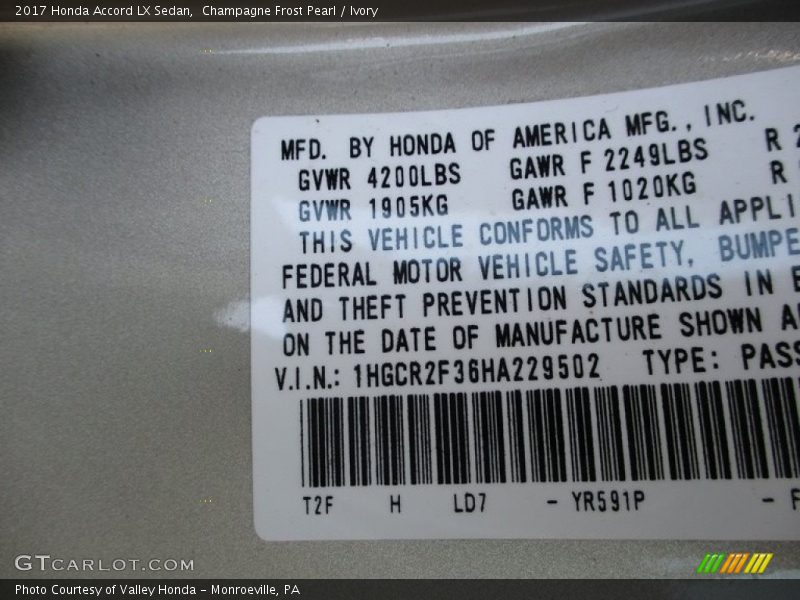 2017 Honda Accord LX Sedan,  Champagne Frost Pearl / Ivory
MFD. BY HONDA OF AMERICA MFG., INC.
GVWR 4200LBS GAWR F 2249LBS R
GVWR 1905KG GAWR F 1020KG R
THIS VEHICLE CONFORMS TO ALL APPLI
FEDERAL MOTOR VEHICLE SAFETY, BUMPE
AND THEFT PREVENTION STANDARDS IN
ON THE DATE OF MANUFACTURE SHOWN
V.I.N.: 1HGCR2F36HA229502 TYPE: PASS
T2F H LD7 - YR591P -
GTCARLOT.COM
Photo Courtesy of Valley Honda – Monroeville, PA